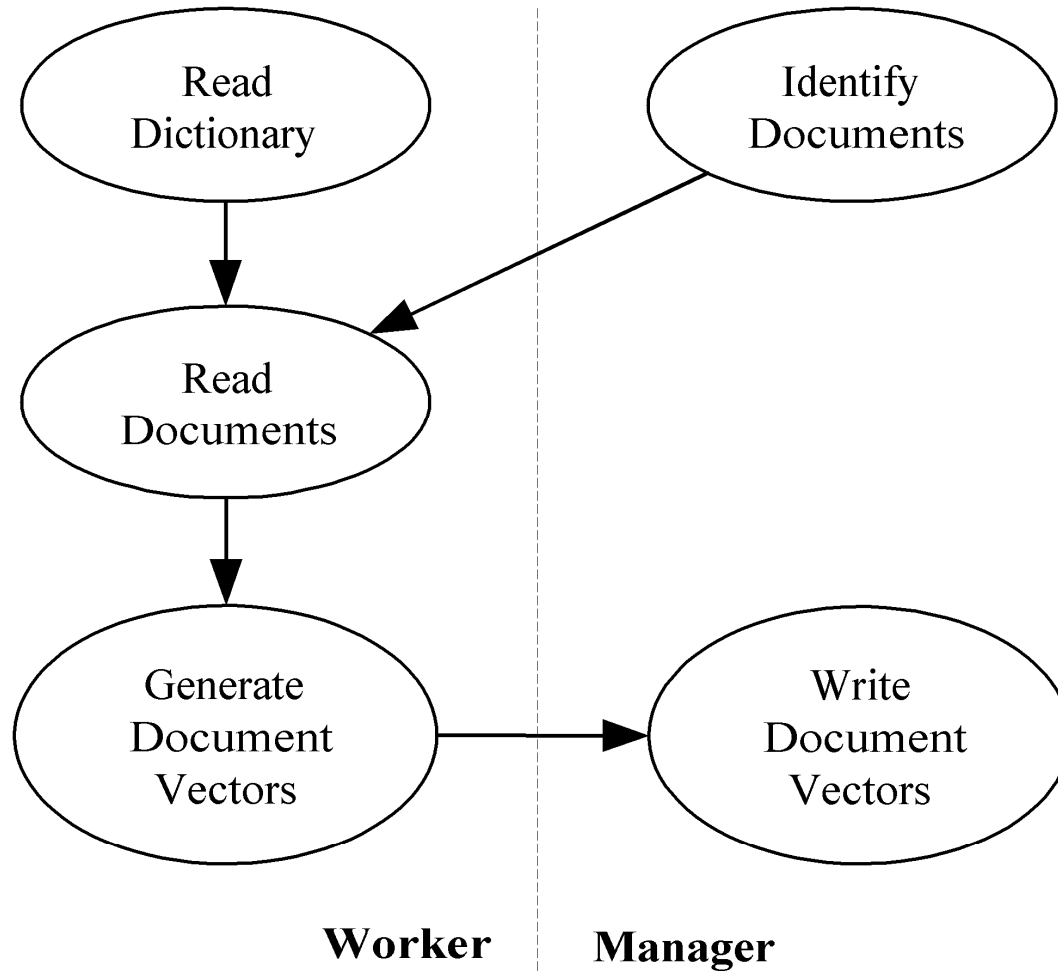 Read
Dictionary
Identify
Documents
Read
Documents
Generate
Document
Vectors
Write
Document
Vectors
Worker
Manager